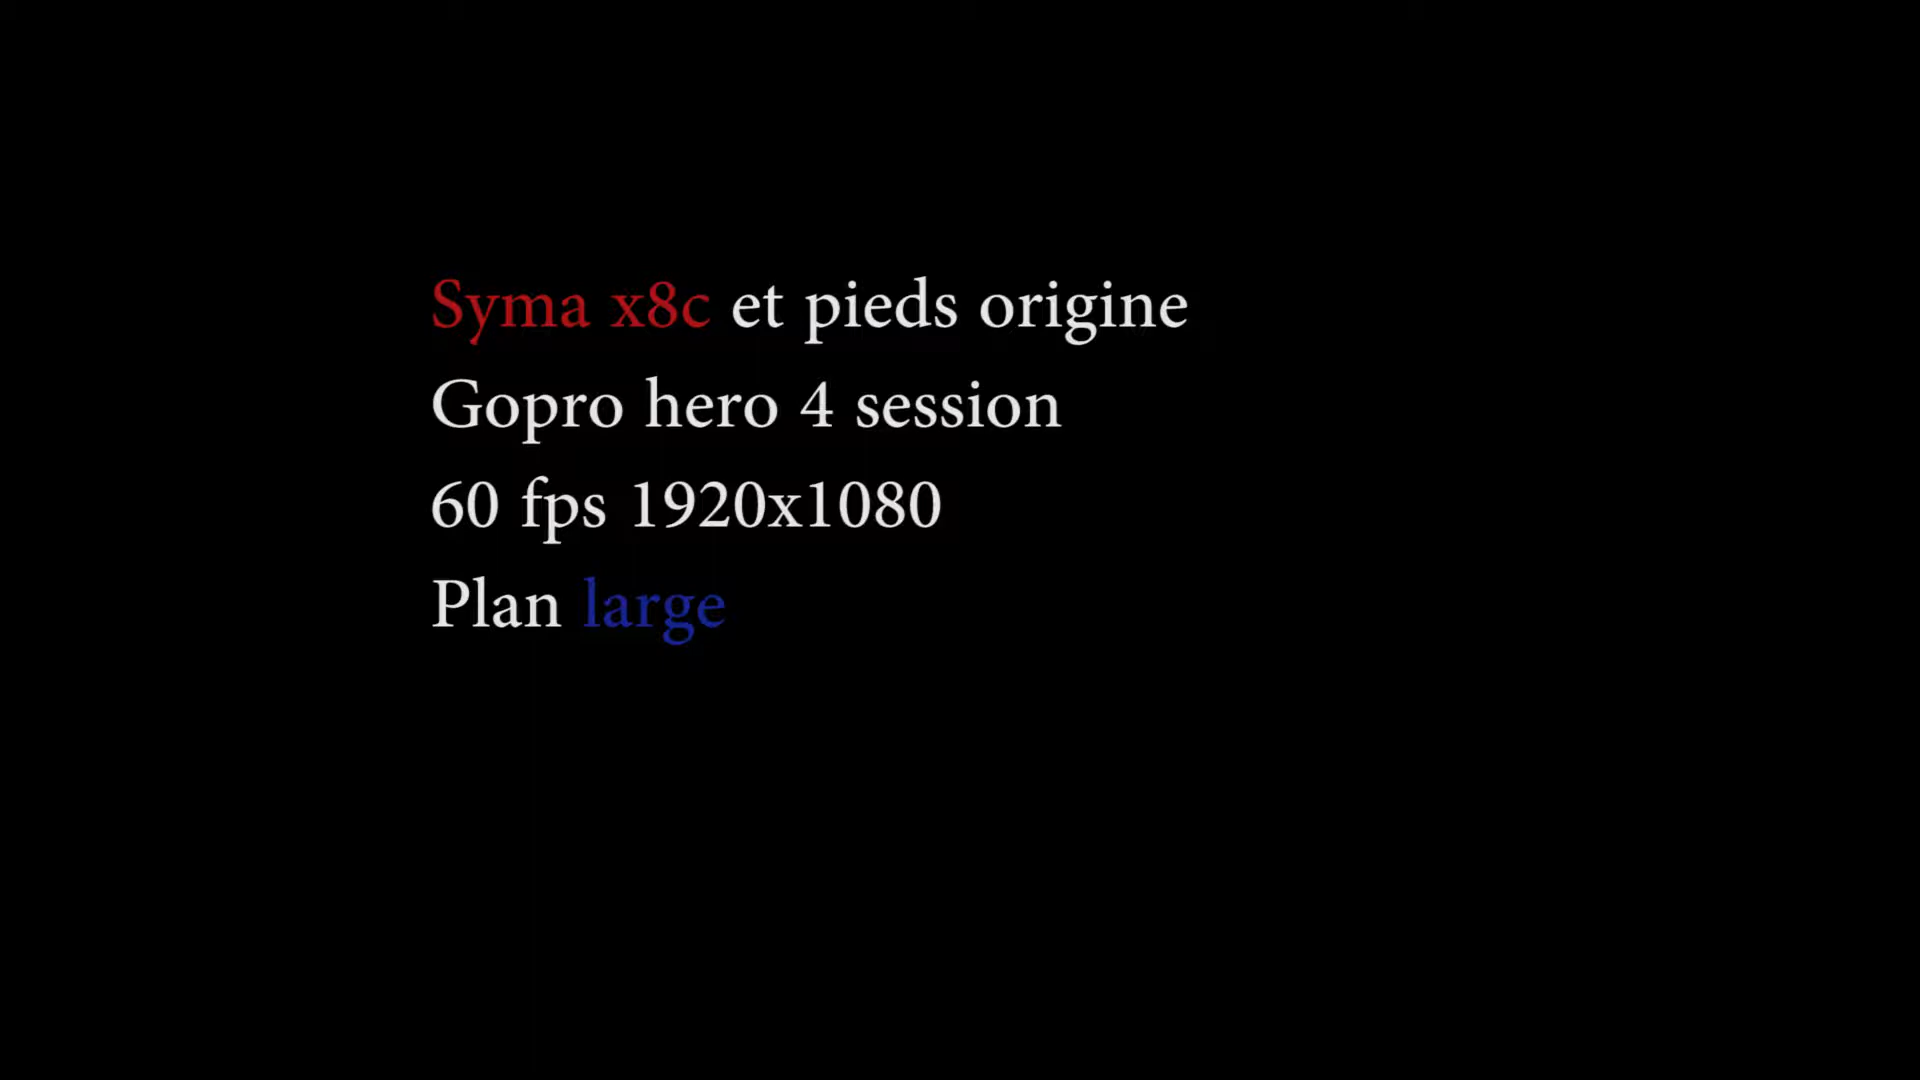 Syma x8c et pieds origine
Gopro hero 4 session
60 fps 1920x1080
Plan large